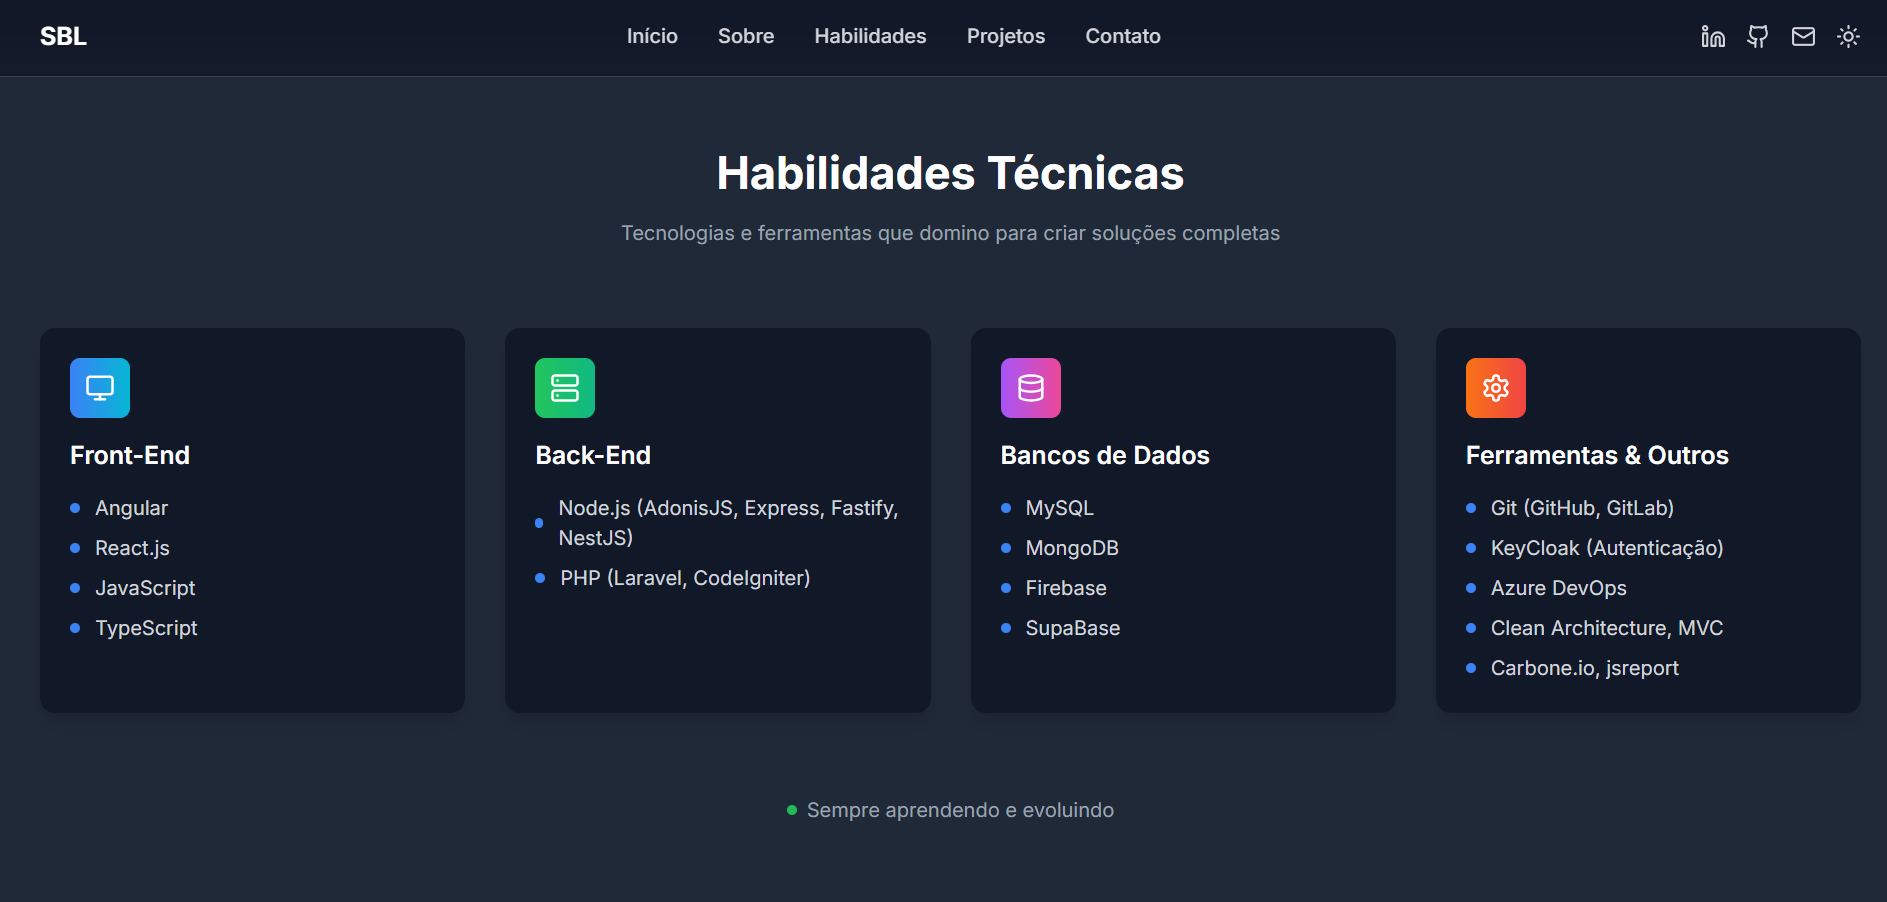 SBL
Início
Sobre
Habilidades
Projetos
Contato
Habilidades Técnicas
Tecnologias e ferramentas que domino para criar soluções completas
Front-End
Angular
React.js
JavaScript
TypeScript
Back-End
Node.js (AdonisJS, Express, Fastify,
NestJS)
PHP (Laravel, CodeIgniter)
Bancos de Dados
MySQL
MongoDB
Firebase
SupaBase
Ferramentas & Outros
Git (GitHub, GitLab)
KeyCloak (Autenticação)
Azure DevOps
Clean Architecture, MVC
Carbone.io, jsreport
Sempre aprendendo e evoluindo